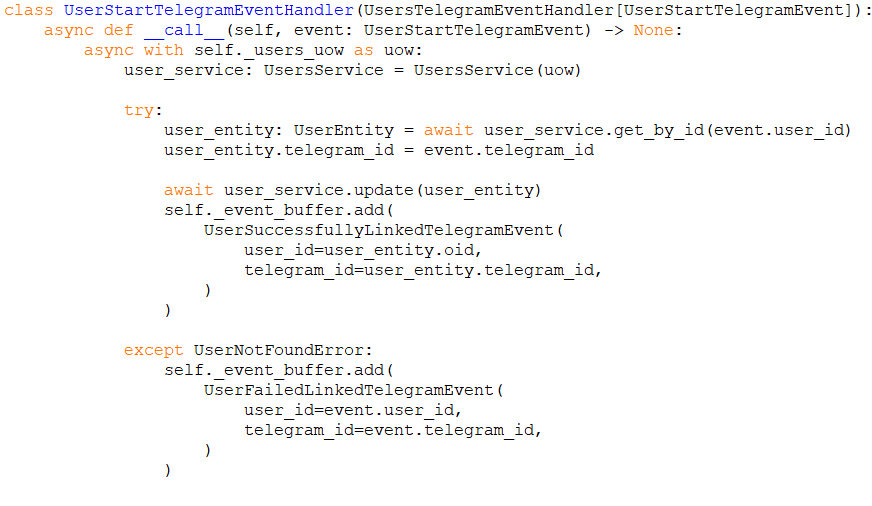 class UserStartTelegramEventHandler(UsersTelegramEventHandler[UserStartTelegramEvent]):
    async def __call__(self, event: UserStartTelegramEvent) -> None:
        async with self._users_uow as uow:
            user_service: UsersService = UsersService(uow)

            try:
                user_entity: UserEntity = await user_service.get_by_id(event.user_id)
                user_entity.telegram_id = event.telegram_id

                await user_service.update(user_entity)
                self._event_buffer.add(
                    UserSuccessfullyLinkedTelegramEvent(
                        user_id=user_entity.oid,
                        telegram_id=user_entity.telegram_id,
                    )
                )

            except UserNotFoundError:
                self._event_buffer.add(
                    UserFailedLinkedTelegramEvent(
                        user_id=event.user_id,
                        telegram_id=event.telegram_id,
                    )
                )